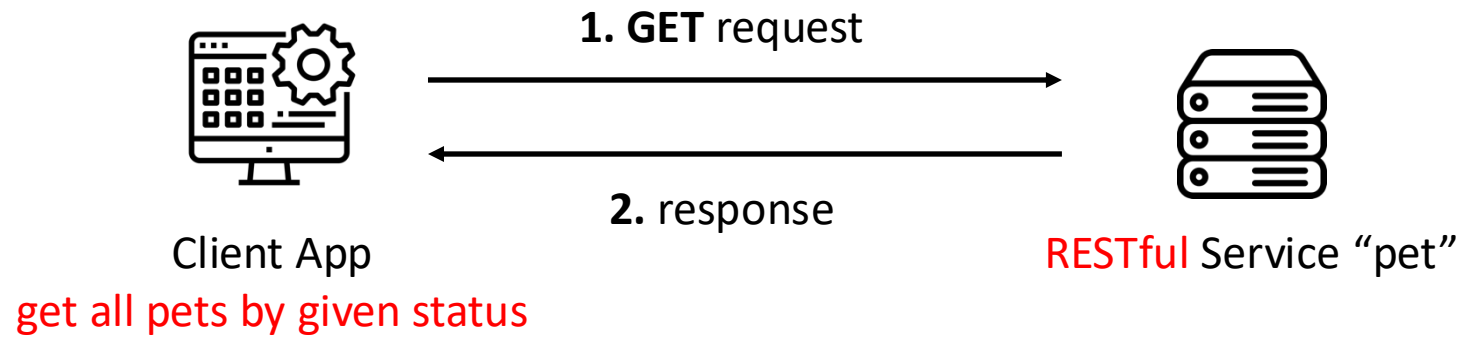 1. GET request
2. response
Client App
get all pets by given status
RESTful Service “pet”